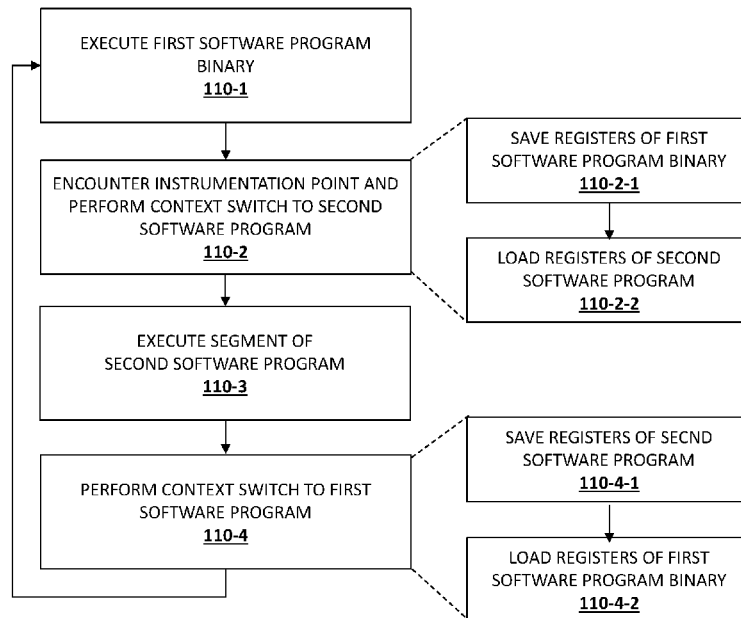 EXECUTE FIRST SOFTWARE PROGRAM
BINARY
110-1
ENCOUNTER INSTRUMENTATION POINT AND
PERFORM CONTEXT SWITCH TO SECOND
SOFTWARE PROGRAM
110-2
SAVE REGISTERS OF FIRST
SOFTWARE PROGRAM BINARY
110-2-1
LOAD REGISTERS OF SECOND
SOFTWARE PROGRAM
110-2-2
EXECUTE SEGMENT OF
SECOND SOFTWARE PROGRAM
110-3
PERFORM CONTEXT SWITCH TO FIRST
SOFTWARE PROGRAM
110-4
SAVE REGISTERS OF SECND
SOFTWARE PROGRAM
110-4-1
LOAD REGISTERS OF FIRST
SOFTWARE PROGRAM BINARY
110-4-2